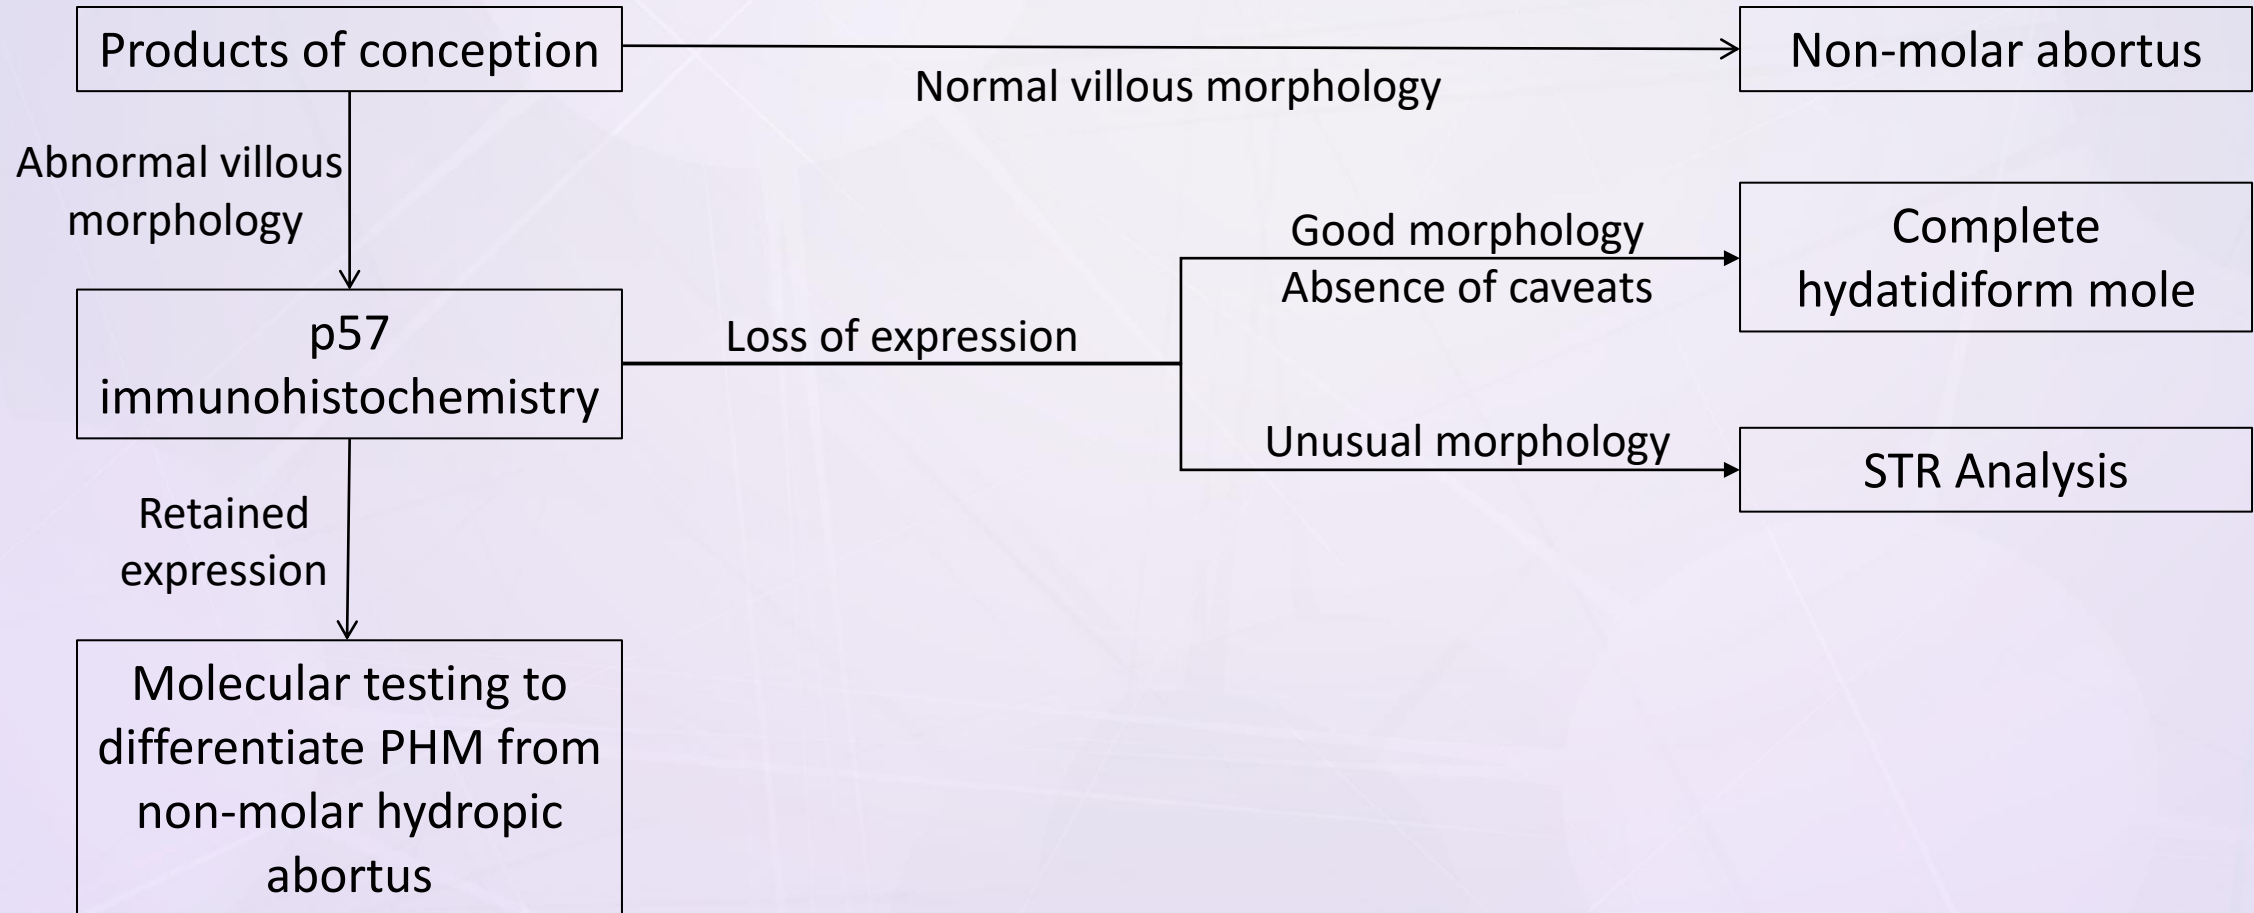 Products of conception
Normal villous morphology
Non-molar abortus
Abnormal villous
morphology
p57
immunohistochemistry
Loss of expression
Good morphology
Absence of caveats
Complete
hydatidiform mole
Unusual morphology
STR Analysis
Retained
expression
Molecular testing to
differentiate PHM from
non-molar hydropic
abortus